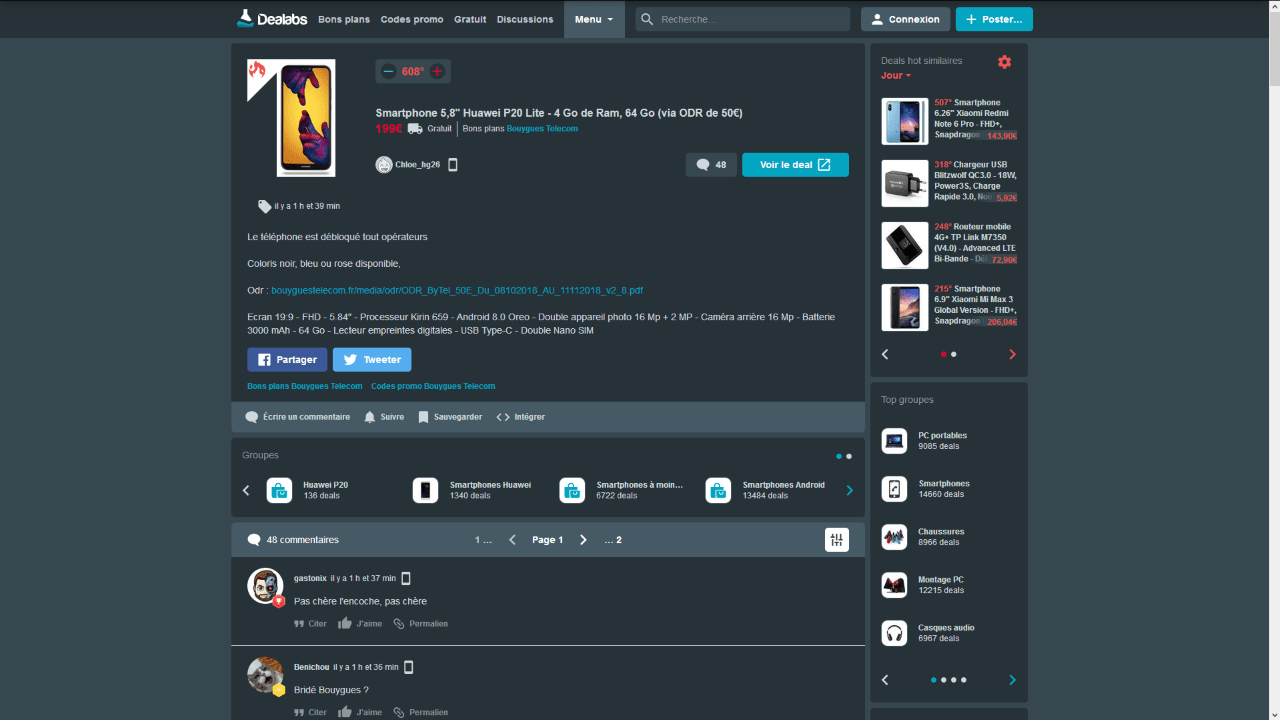 Dealabs
Bons plans
Codes promo
Gratuit
Discussions
Menu
Recherche...
Connexion
Poster...
608°
Smartphone 5,8" Huawei P20 Lite - 4 Go de Ram, 64 Go (via ODR de 50€)
199€ Gratuit Bons plans Bouygues Telecom
Chloe_hg26
48
Voir le deal
il y a 1 h et 39 min
Le téléphone est débloqué tout opérateurs
Coloris noir, bleu ou rose disponible,
Odr : bouyguestelecom.fr/media/odr/ODR_ByTel_50E_Du_08102018_AU_11112018_v2_8.pdf
Ecran 19:9 - FHD - 5.84" - Processeur Kirin 659 - Android 8.0 Oreo - Double appareil photo 16 Mp + 2 MP - Caméra arrière 16 Mp - Batterie
3000 mAh - 64 Go - Lecteur empreintes digitales - USB Type-C - Double Nano SIM
Partager
Tweeter
Bons plans Bouygues Telecom
Codes promo Bouygues Telecom
Écrire un commentaire
Suivre
Sauvegarder
Intégrer
Groupes
Huawei P20
136 deals
Smartphones Huawei
1340 deals
Smartphones à moin...
6722 deals
Smartphones Android
13484 deals
48 commentaires
1 ...
Page 1
... 2
gastonix il y a 1 h et 37 min
Pas chère l'encoche, pas chère
Citer
J'aime
Permalien
Benichou il y a 1 h et 36 min
Bridé Bouygues ?
Citer
J'aime
Permalien
Deals hot similaires
Jour
507° Smartphone
6.26" Xiaomi Redmi
Note 6 Pro - FHD+,
Snapdragon 143,90€
318° Chargeur USB
Blitzwolf QC3.0 - 18W,
Power3S, Charge
Rapide 3.0, 5,92€
248° Routeur mobile
4G+ TP Link M7350
(V4.0) - Advanced LTE
Bi-Bande - 72,90€
215° Smartphone
6.9" Xiaomi Mi Max 3
Global Version - FHD+,
Snapdragon 206,04€
Top groupes
PC portables
9085 deals
Smartphones
14660 deals
Chaussures
8966 deals
Montage PC
12215 deals
Casques audio
6967 deals